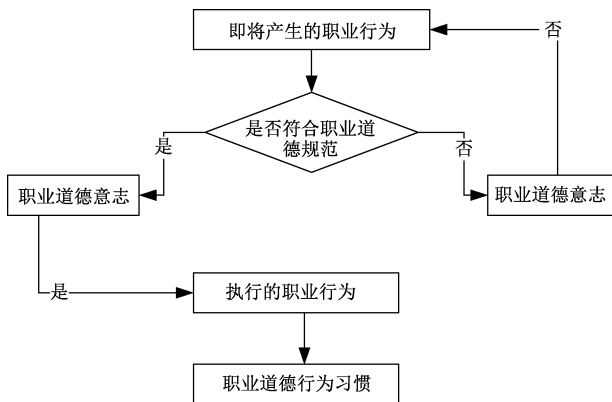 即将产生的职业行为
否
是否符合职业道
德规范
是
否
职业道德意志
职业道德意志
是
执行的职业行为
职业道德行为习惯